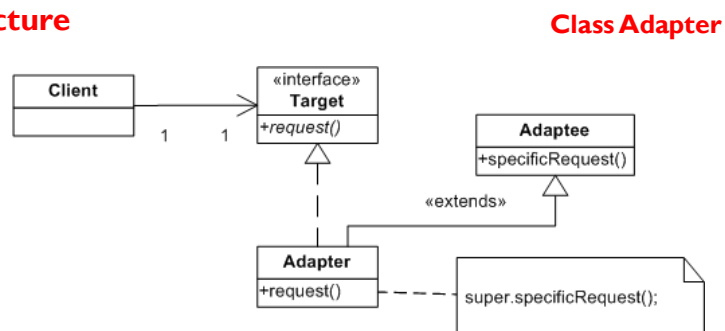 cture
Class Adapter
Client
«interface»
Target
+request()
1 1
Adaptee
+specificRequest()
«extends»
Adapter
+request()
super.specificRequest();